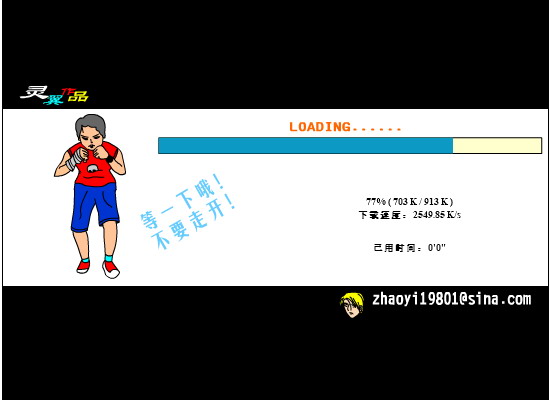 灵翼作品
LOADING......
等一下哦!
不要走开!
77% ( 703 K / 913 K )
下载速度: 2549.85 K/s
已用时间: 0'0"
zhaoyi19801@sina.com